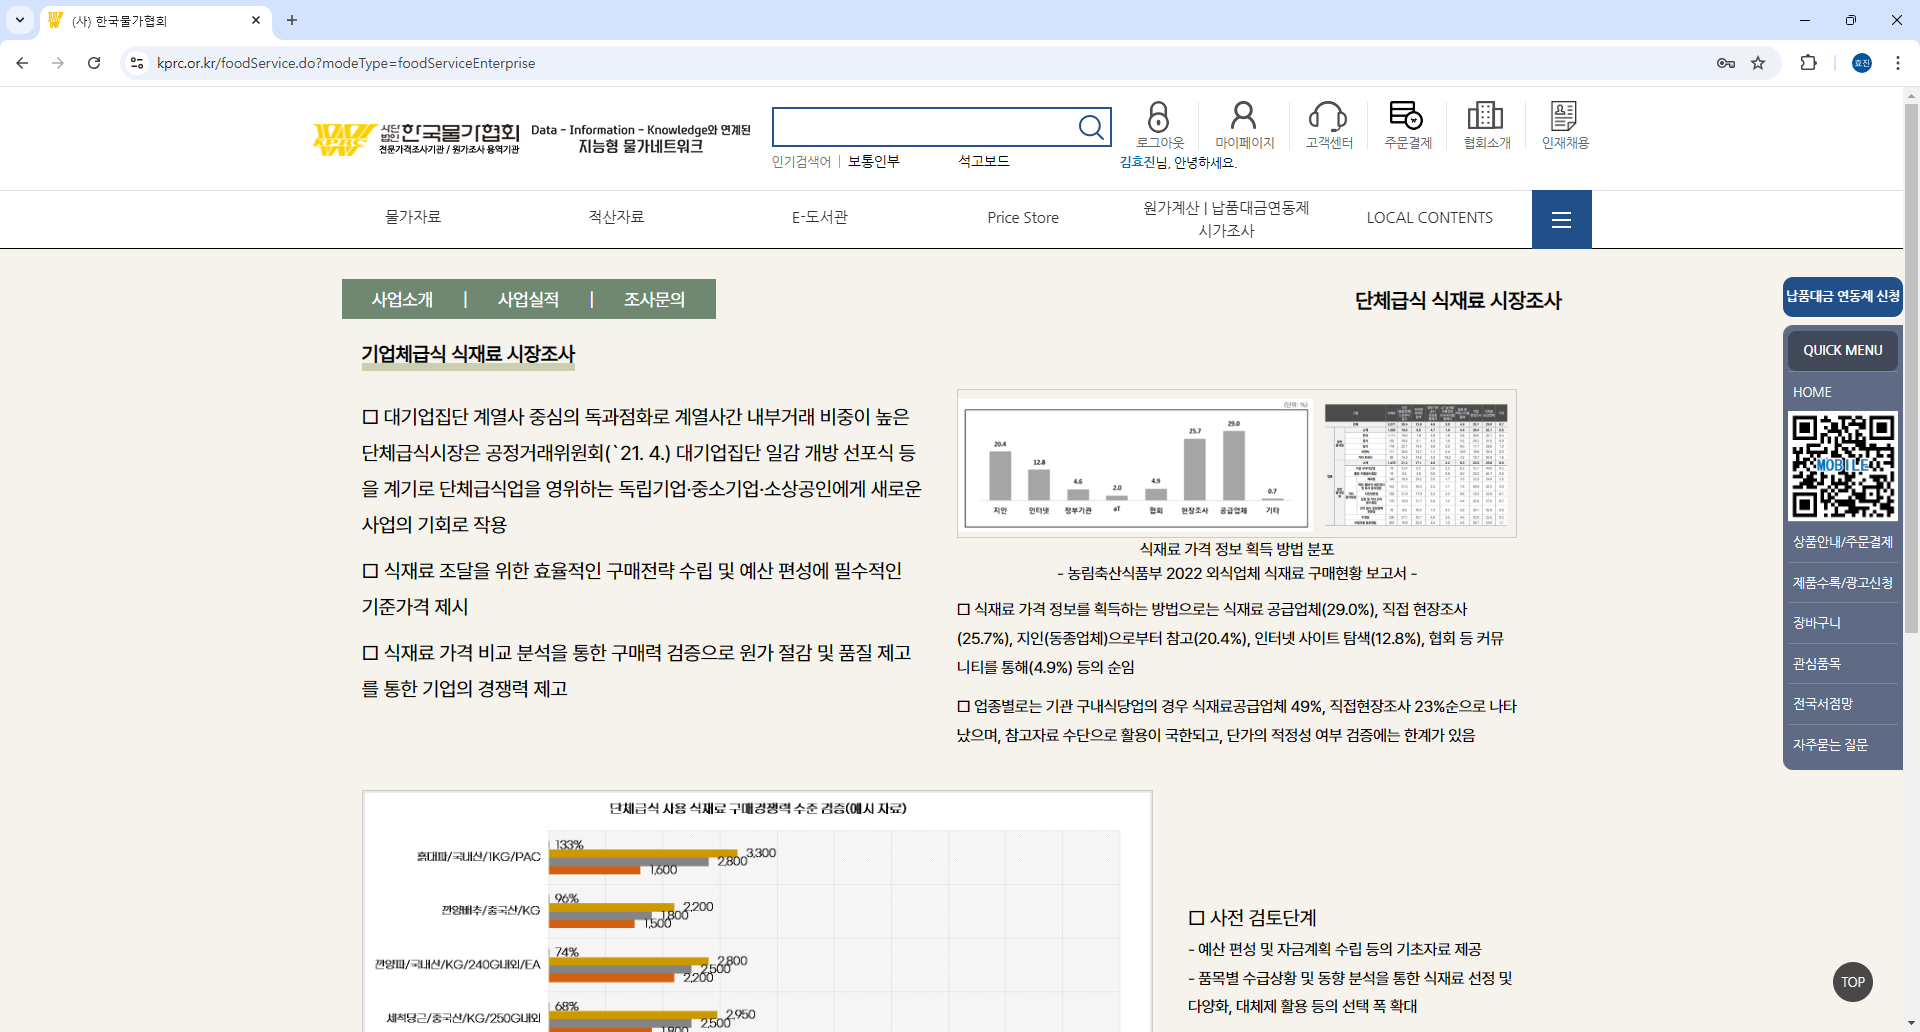 (사) 한국물가협회
kprc.or.kr/foodService.do?modeType=foodServiceEnterprise
효진
사단법인 한국물가협회
전문가격조사기관 / 원가조사 용역기관
Data - Information - Knowledge와 연계된
지능형 물가네트워크
인기검색어 | 보통인부 석고보드
로그아웃 마이페이지 고객센터 주문결제 협회소개 인재채용
김효진님, 안녕하세요.
물가자료 적산자료 E-도서관 Price Store 원가계산 | 납품대금연동제
시가조사 LOCAL CONTENTS
사업소개 | 사업실적 | 조사문의
단체급식 식재료 시장조사
기업체급식 식재료 시장조사
□ 대기업집단 계열사 중심의 독과점화로 계열사간 내부거래 비중이 높은
단체급식시장은 공정거래위원회(`21. 4.) 대기업집단 일감 개방 선포식 등
을 계기로 단체급식업을 영위하는 독립기업·중소기업·소상공인에게 새로운
사업의 기회로 작용
□ 식재료 조달을 위한 효율적인 구매전략 수립 및 예산 편성에 필수적인
기준가격 제시
□ 식재료 가격 비교 분석을 통한 구매력 검증으로 원가 절감 및 품질 제고
를 통한 기업의 경쟁력 제고
(단위: %)
20.4 12.8 4.6 2.0 4.9 25.7 29.0 0.7
지인 인터넷 정부기관 aT 협회 현장조사 공급업체 기타
식재료 가격 정보 획득 방법 분포
- 농림축산식품부 2022 외식업체 식재료 구매현황 보고서 -
□ 식재료 가격 정보를 획득하는 방법으로는 식재료 공급업체(29.0%), 직접 현장조사
(25.7%), 지인(동종업체)으로부터 참고(20.4%), 인터넷 사이트 탐색(12.8%), 협회 등 커뮤
니티를 통해(4.9%) 등의 순임
□ 업종별로는 기관 구내식당업의 경우 식재료공급업체 49%, 직접현장조사 23%순으로 나타
났으며, 참고자료 수단으로 활용이 국한되고, 단가의 적정성 여부 검증에는 한계가 있음
단체급식 사용 식재료 구매경쟁력 수준 검증(예시 자료)
흙대파/국내산/1KG/PAC 133% 3,300
2,800
1,600
깐양배추/중국산/KG 96% 2,200
1,800
1,500
깐양파/국내산/KG/240G내외/EA 74% 2,800
2,500
2,200
세척당근/중국산/KG/250G내외 68% 2,950
2,500
1,800
□ 사전 검토단계
- 예산 편성 및 자금계획 수립 등의 기초자료 제공
- 품목별 수급상황 및 동향 분석을 통한 식재료 선정 및
다양화, 대체제 활용 등의 선택 폭 확대
납품대금 연동제 신청
QUICK MENU
HOME
MOBILE
상품안내/주문결제
제품수록/광고신청
장바구니
관심품목
전국서점망
자주묻는 질문
TOP